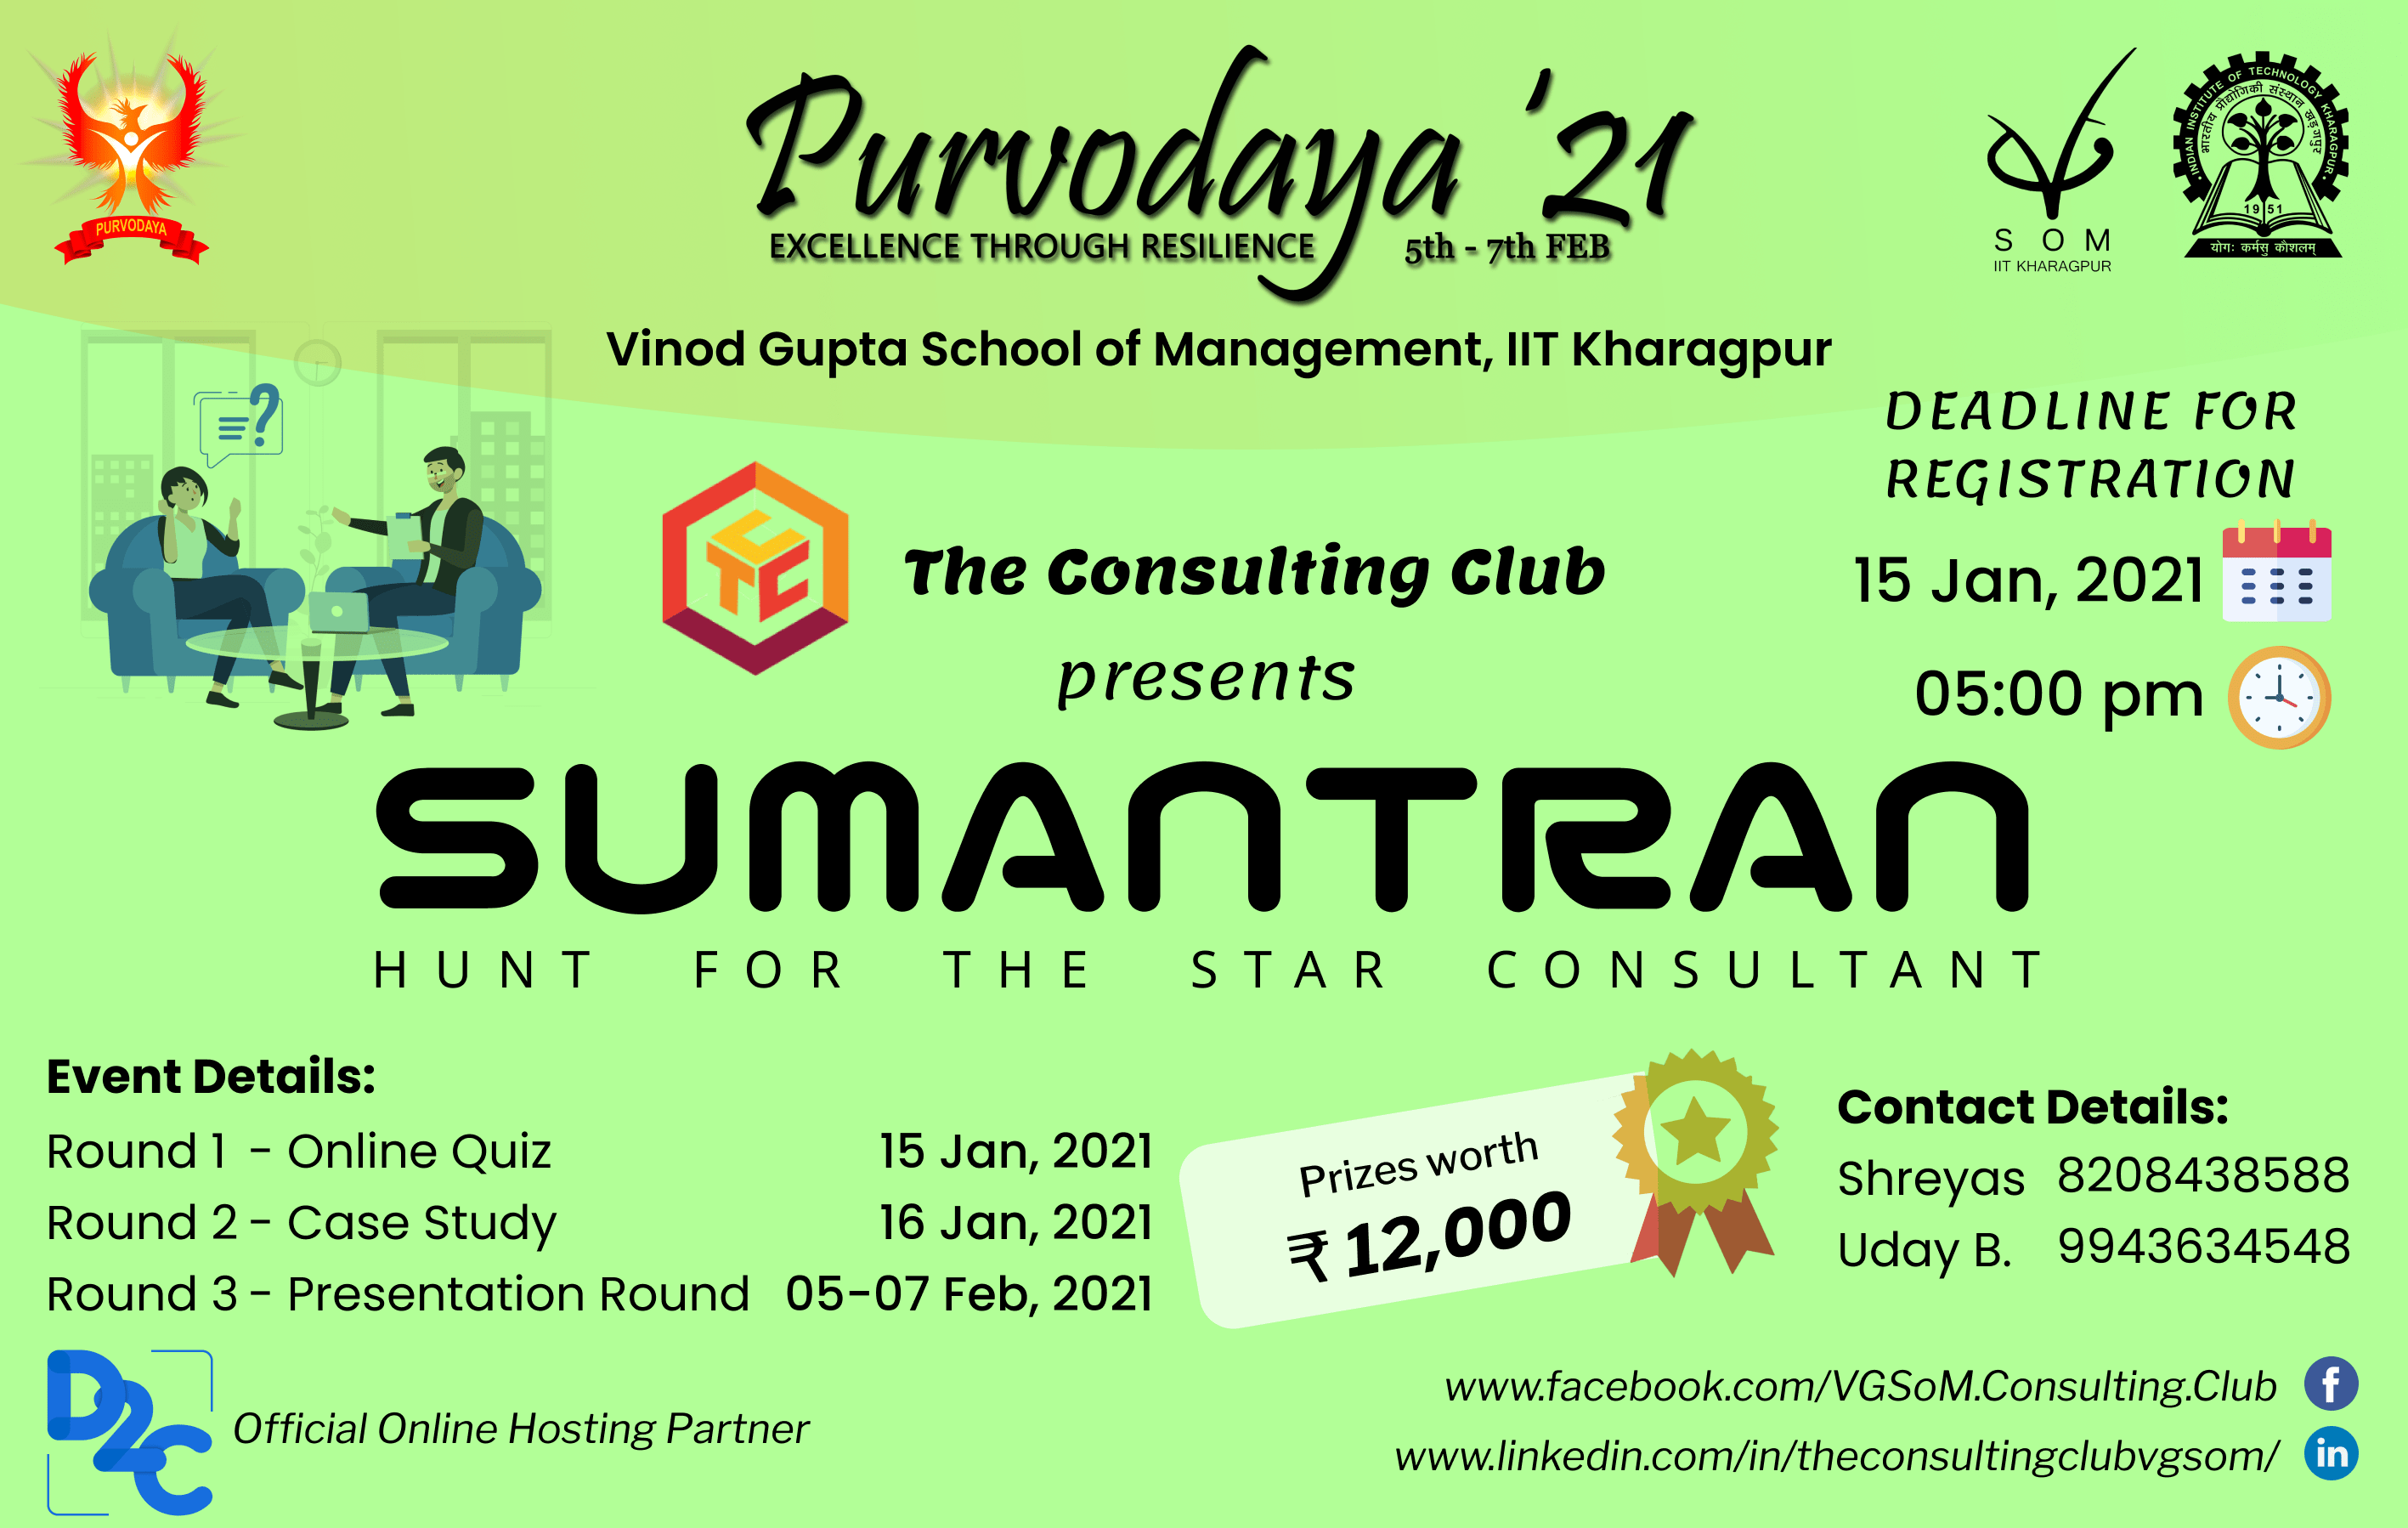 PURVODAYA
Purvodaya '21
EXCELLENCE THROUGH RESILIENCE
5th - 7th FEB
S O M
IIT KHARAGPUR
INDIAN INSTITUTE OF TECHNOLOGY KHARAGPUR
भारतीय प्रौद्योगिकी संस्थान खड़गपुर
1951
योगः कर्मसु कौशलम्
Vinod Gupta School of Management, IIT Kharagpur
?
DEADLINE FOR
REGISTRATION
15 Jan, 2021
05:00 pm
TCC
The Consulting Club
presents
SUMANTRAN
HUNT FOR THE STAR CONSULTANT
Event Details:
Round 1 - Online Quiz 15 Jan, 2021
Round 2 - Case Study 16 Jan, 2021
Round 3 - Presentation Round 05-07 Feb, 2021
Prizes worth
₹ 12,000
Contact Details:
Shreyas 8208438588
Uday B. 9943634548
D2C
Official Online Hosting Partner
www.facebook.com/VGSoM.Consulting.Club
f
www.linkedin.com/in/theconsultingclubvgsom/
in